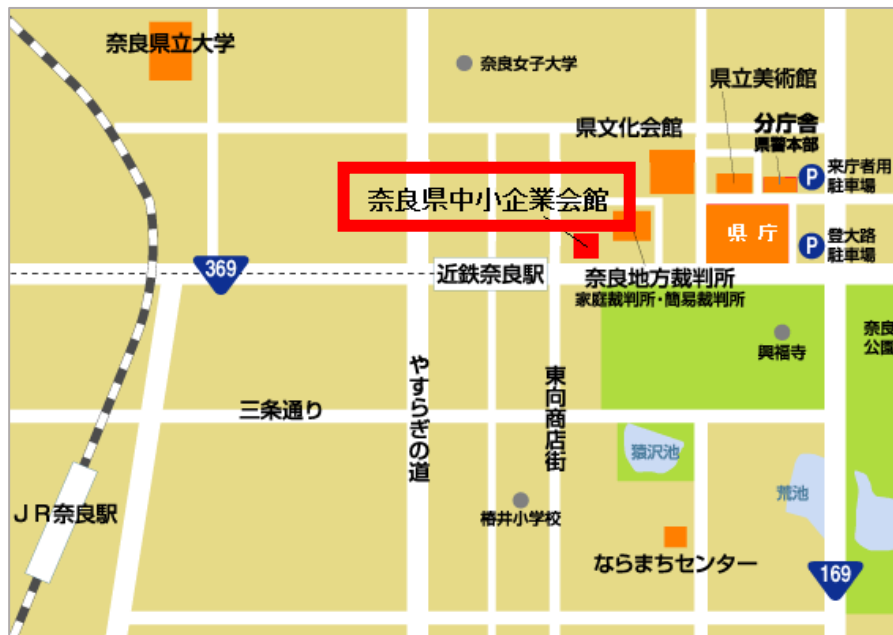 奈良県立大学
奈良女子大学
県立美術館
県文化会館
分庁舎
県警本部
来庁者用
駐車場
P
奈良県中小企業会館
県庁
登大路
駐車場
P
369
近鉄奈良駅
奈良地方裁判所
家庭裁判所・簡易裁判所
興福寺
奈良
公園
やすらぎの道
東向商店街
三条通り
猿沢池
荒池
JR奈良駅
椿井小学校
ならまちセンター
169